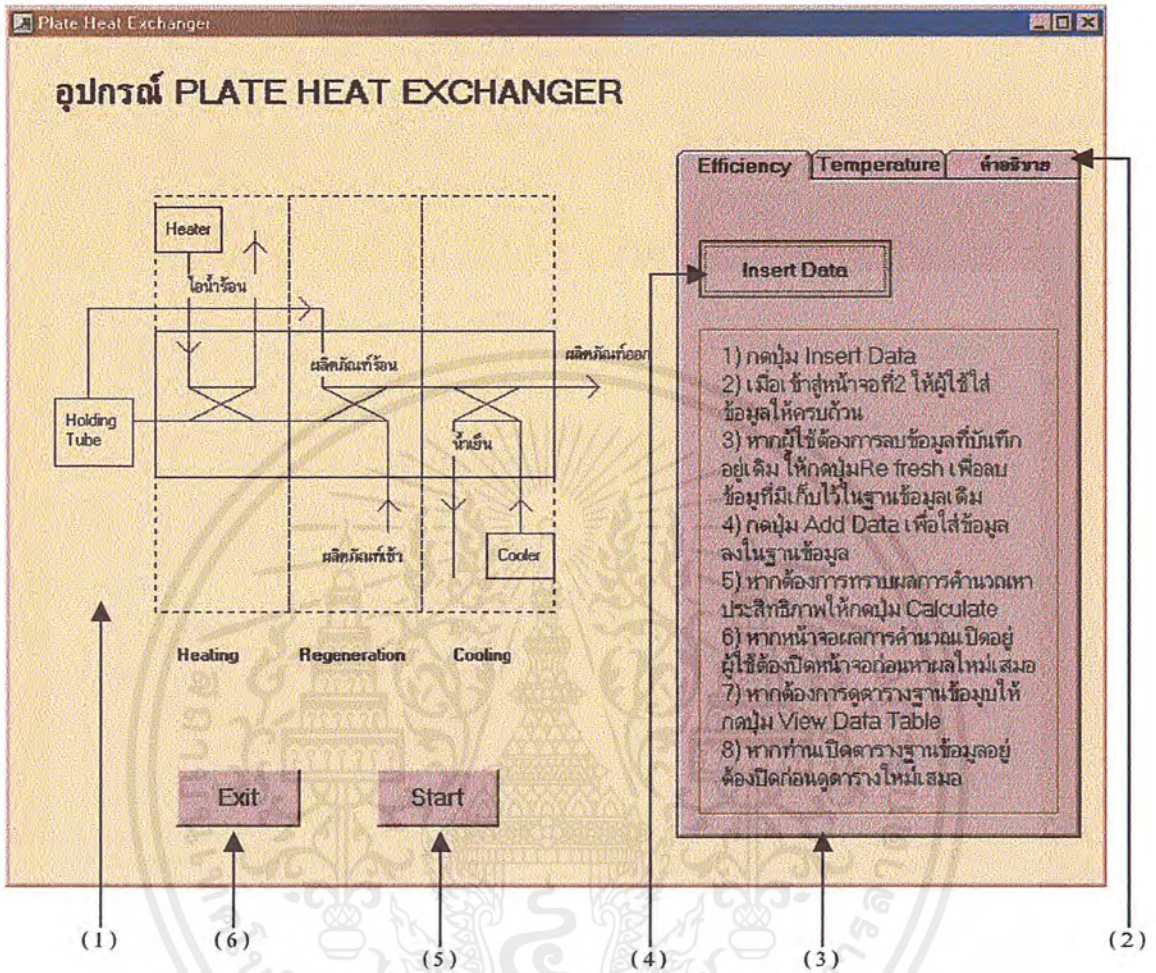 Plate Heat Exchanger
อุปกรณ์ PLATE HEAT EXCHANGER
Efficiency Temperature คำอธิบาย
Heater
ไอน้ำร้อน
Insert Data
ผลิตภัณฑ์ร้อน
ผลิตภัณฑ์ออก
Holding
Tube
น้ำเย็น
ผลิตภัณฑ์เข้า
Cooler
1) กดปุ่ม Insert Data
2) เมื่อเข้าสู่หน้าจอที่2 ให้ผู้ใช้ใส่
ข้อมูลให้ครบถ้วน
3) หากผู้ใช้ต้องการลบข้อมูลที่บันทึก
อยู่เดิม ให้กดปุ่มRe fresh เพื่อลบ
ข้อมูที่มีเก็บไว้ในฐานข้อมูลเดิม
4) กดปุ่ม Add Data เพื่อใส่ข้อมูล
ลงในฐานข้อมูล
5) หากต้องการทราบผลการคำนวณหา
ประสิทธิภาพให้กดปุ่ม Calculate
6) หากหน้าจอผลการคำนวณเปิดอยู่
ผู้ใช้ต้องปิดหน้าจอก่อนหาผลใหม่เสมอ
7) หากต้องการดูตารางฐานข้อมูบให้
กดปุ่ม View Data Table
8) หากท่านเปิดตารางฐานข้อมูลอยู่
ต้องปิดก่อนดูตารางใหม่เสมอ
Heating Regeneration Cooling
Exit Start
(1) (6) (5) (4) (3) (2)